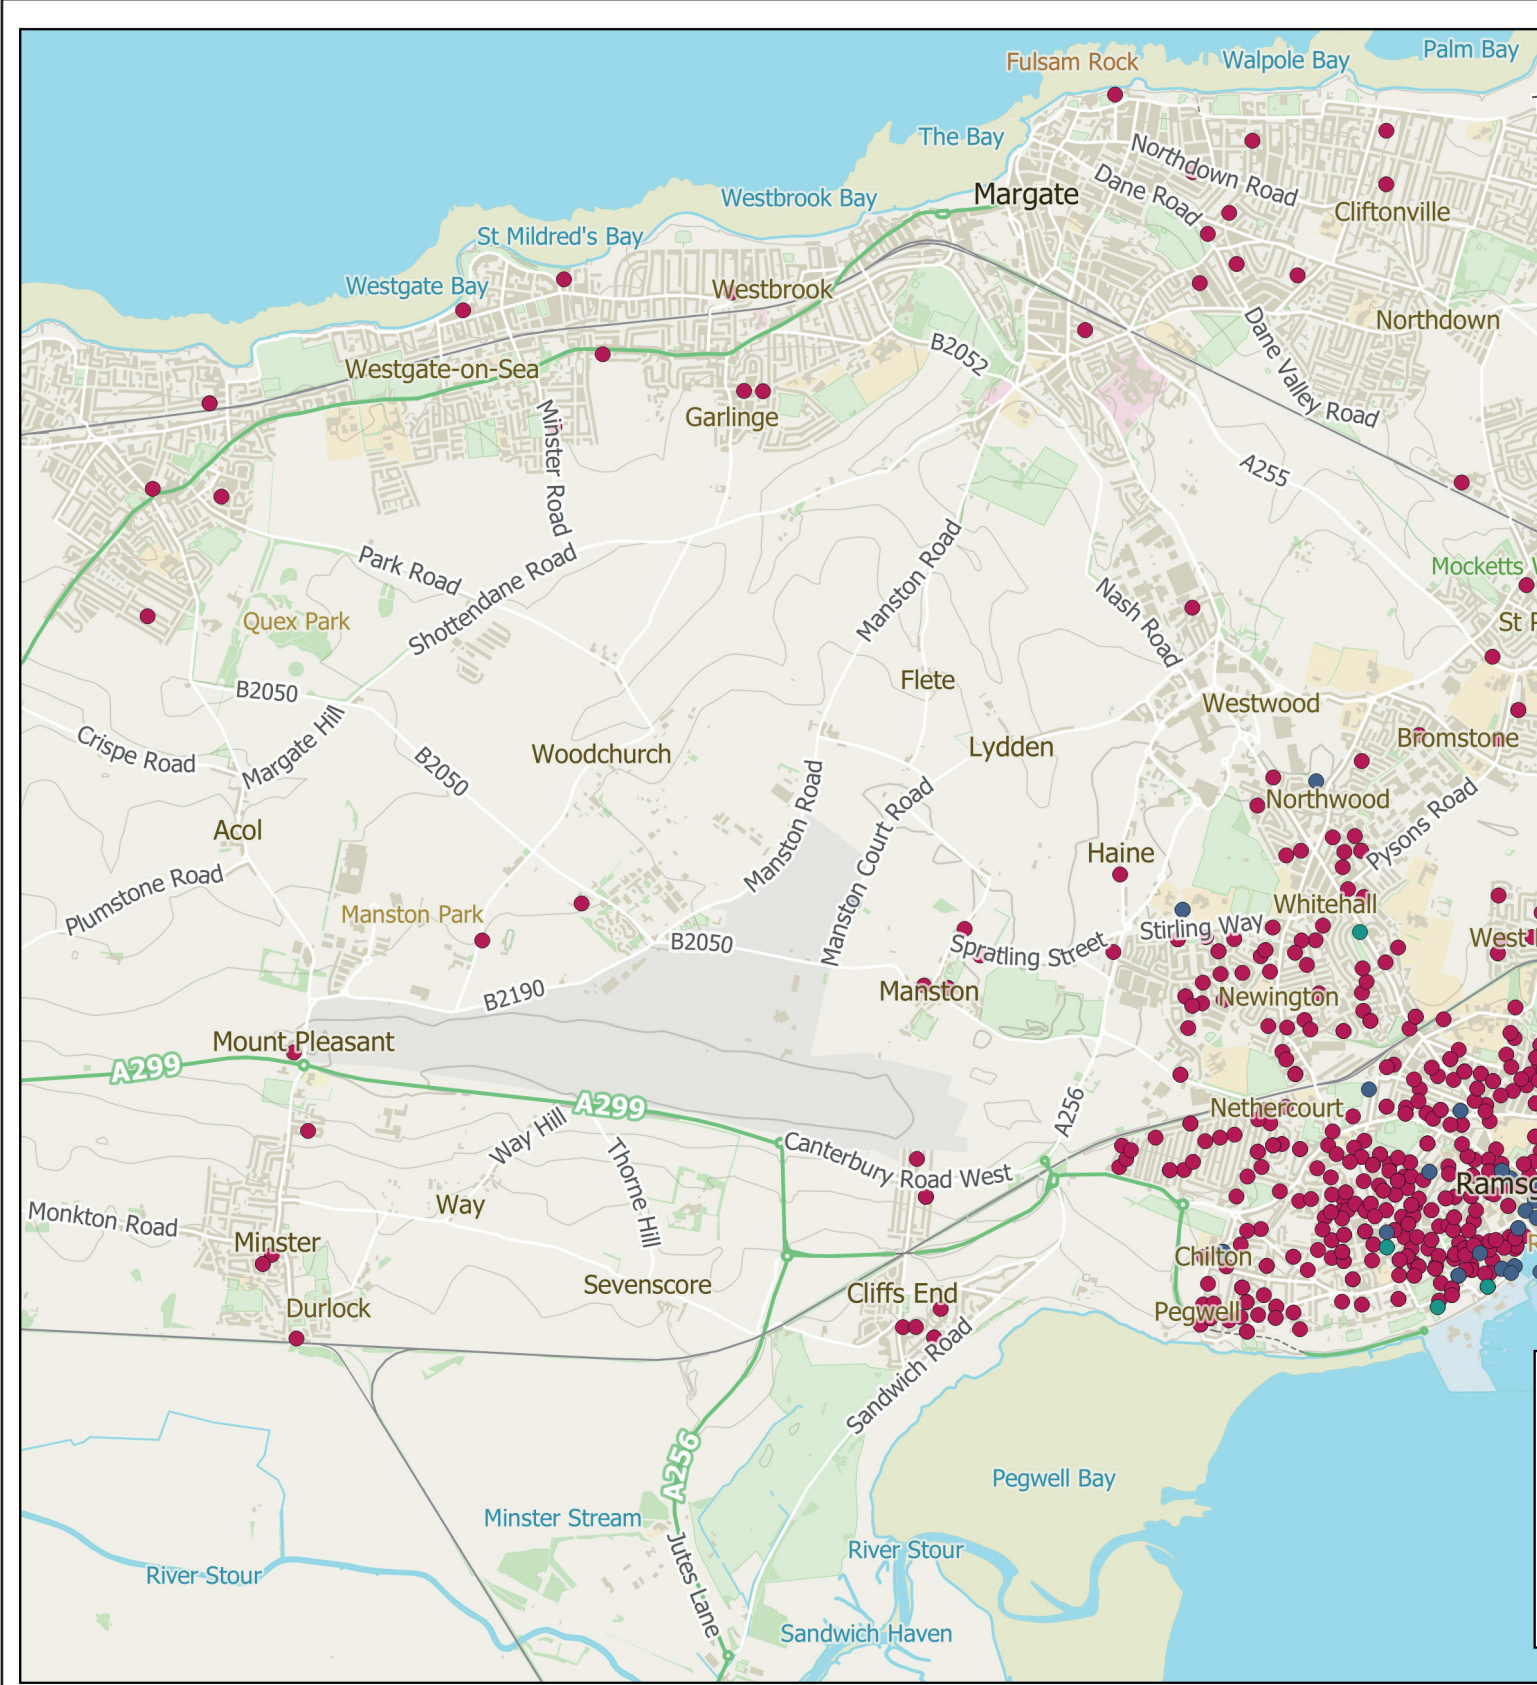 Palm Bay
Walpole Bay
Fulsam Rock
The Bay
Northdown Road
Dane Road
Margate
Westbrook Bay
Cliftonville
St Mildred's Bay
Westgate Bay
Westbrook
Northdown
B2052
Dane Valley Road
Westgate-on-Sea
Garlinge
Minster Road
A255
Park Road
Shottendane Road
Manston Road
Mocketts
Nash Road
Quex Park
St
Flete
B2050
Westwood
Crispe Road
Margate Hill
B2050
Woodchurch
Lydden
Bromstone
Manston Road
Manston Court Road
Northwood
Pysons Road
Acol
Haine
Plumstone Road
Manston Park
Whitehall
Stirling Way
B2050
Spratling Street
West
B2190
Manston
Newington
Mount Pleasant
A299
A299
A256
Nethercourt
Way Hill
Thorne Hill
Canterbury Road West
Monkton Road
Way
Rams
Minster
Sevenscore
Chilton
Cliffs End
Durlock
Pegwell
Sandwich Road
A256
Pegwell Bay
Minster Stream
Jutes Lane
River Stour
River Stour
Sandwich Haven